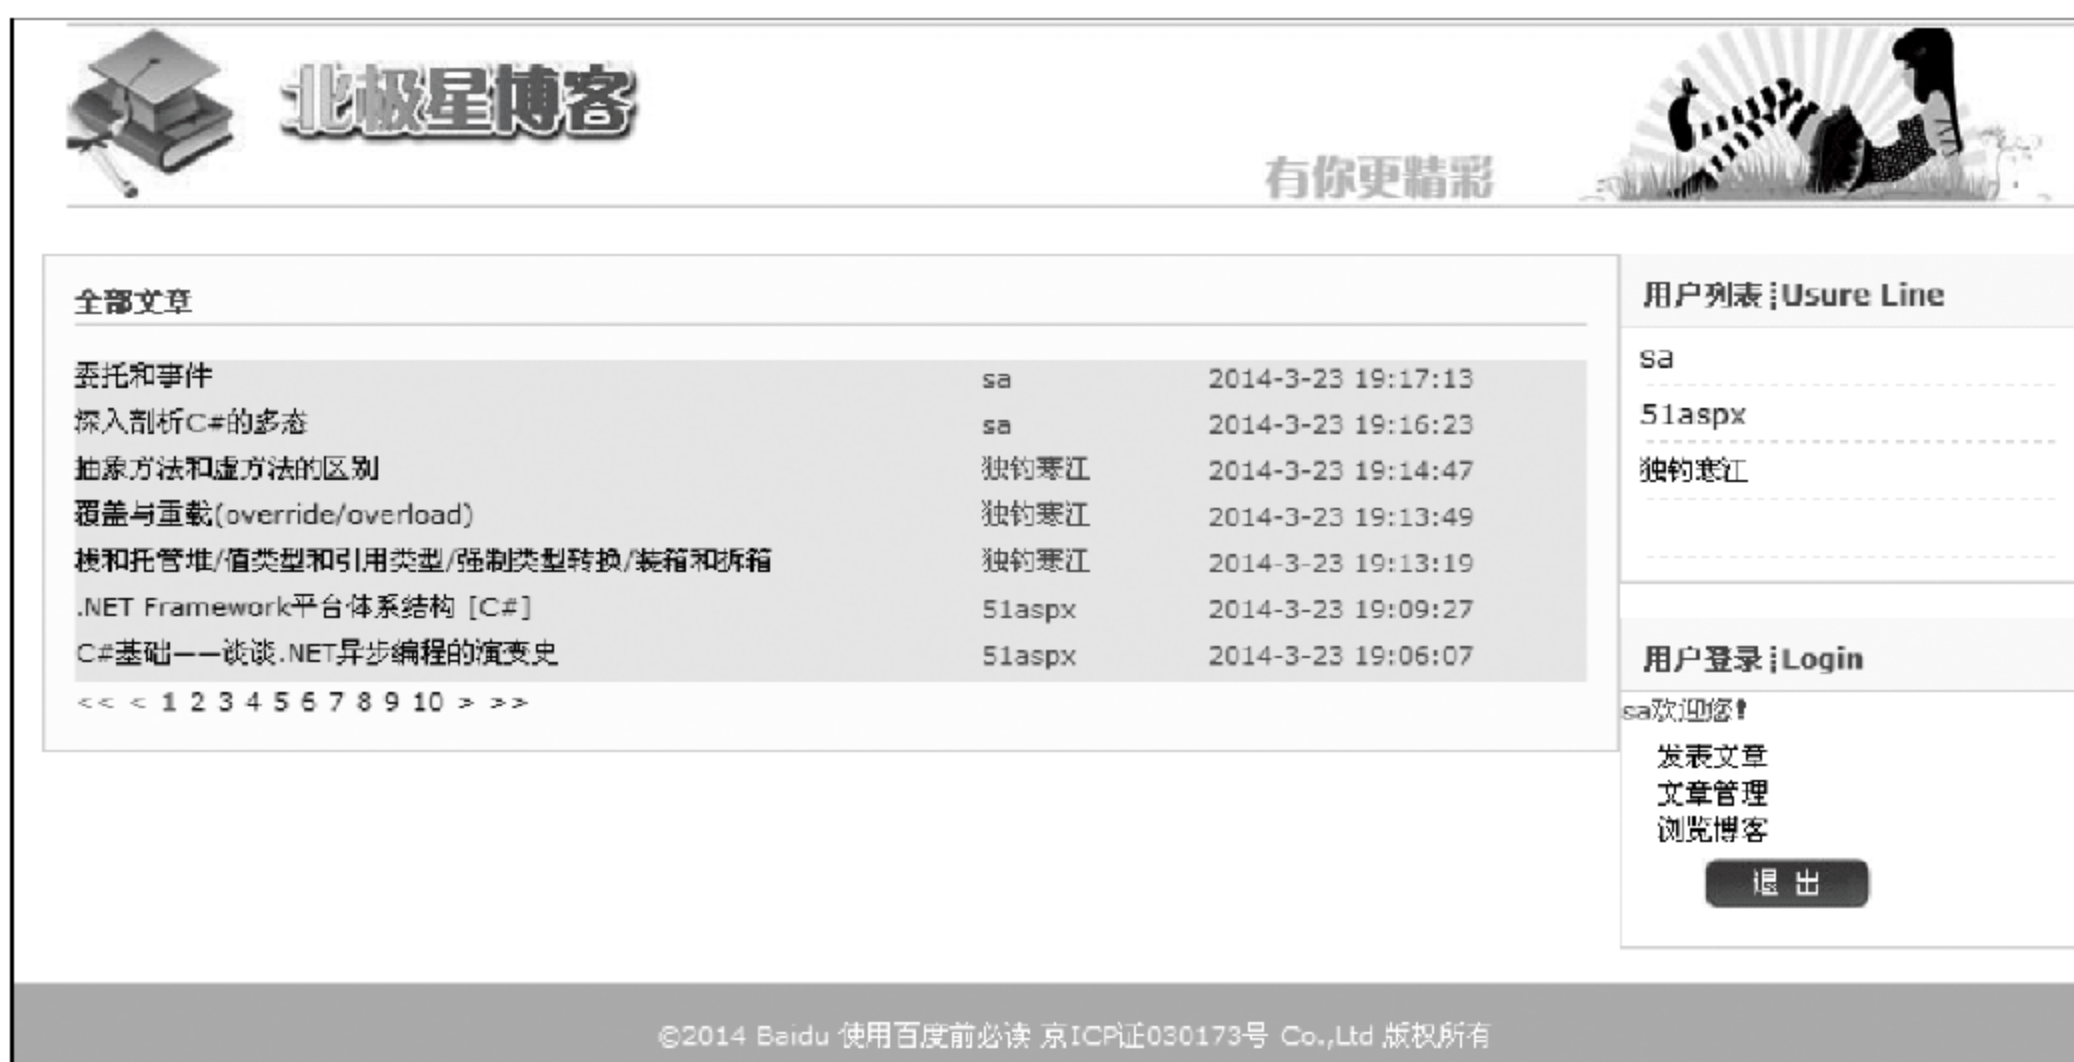 北极星博客
有你更精彩
全部文章
委托和事件 sa 2014-3-23 19:17:13
深入剖析C#的多态 sa 2014-3-23 19:16:23
抽象方法和虚方法的区别 独钓寒江 2014-3-23 19:14:47
覆盖与重载(override/overload) 独钓寒江 2014-3-23 19:13:49
栈和托管堆/值类型和引用类型/强制类型转换/装箱和拆箱 独钓寒江 2014-3-23 19:13:19
.NET Framework平台体系结构 [C#] 51aspx 2014-3-23 19:09:27
C#基础——谈谈.NET异步编程的演变史 51aspx 2014-3-23 19:06:07
<< < 1 2 3 4 5 6 7 8 9 10 > >>
用户列表┊Usure Line
sa
51aspx
独钓寒江
用户登录┊Login
sa欢迎您!
发表文章
文章管理
浏览博客
退 出
©2014 Baidu 使用百度前必读 京ICP证030173号 Co.,Ltd 版权所有